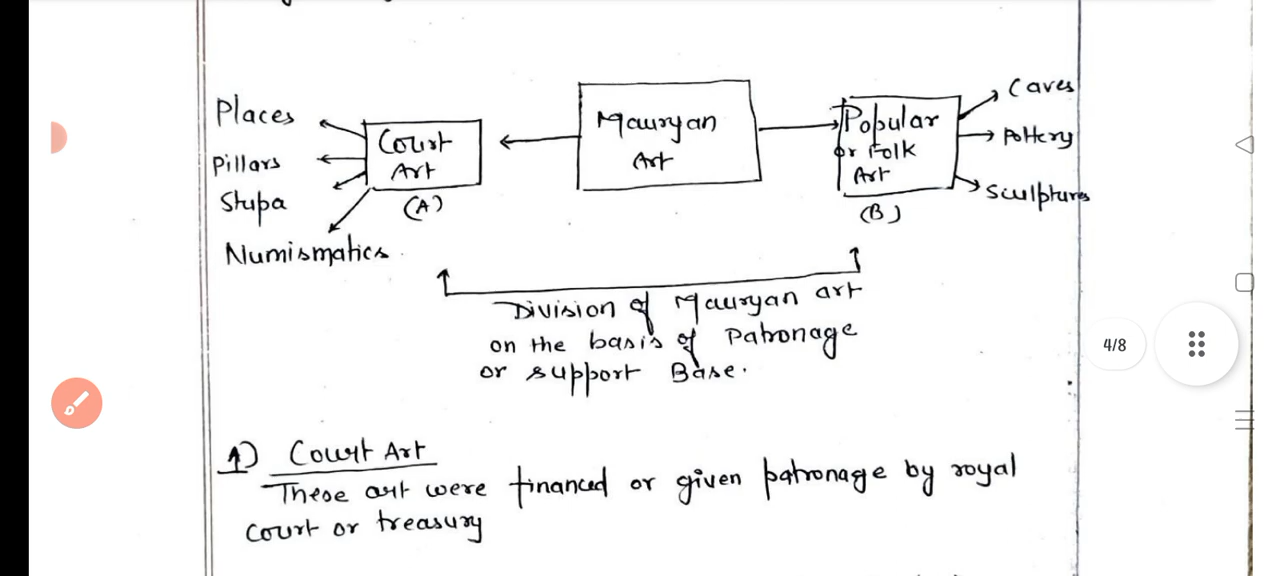 Places
Pillars
Stupa
Numismatics
Court
Art
(A)
Mauryan
Art
Popular
or Folk
Art
(B)
Caves
Pottery
Sculptures
Division of Mauryan art
on the basis of Patronage
or support Base.
1) Court Art
These art were financed or given patronage by royal
court or treasury
4/8